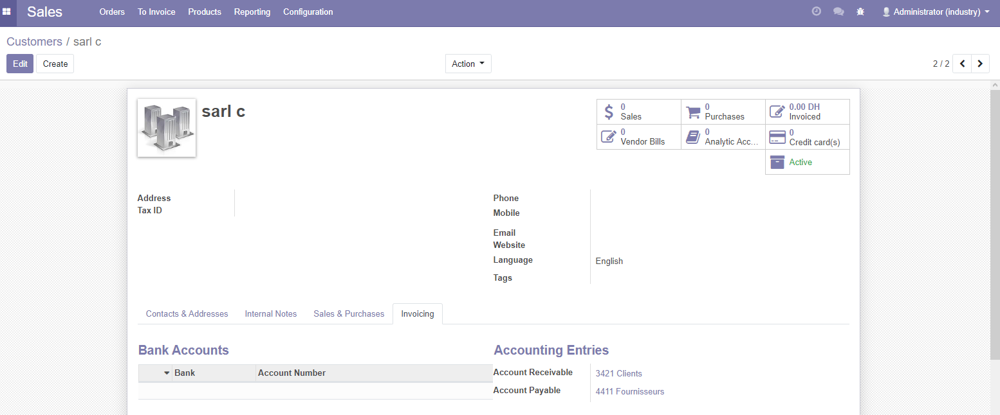 Sales Orders To Invoice Products Reporting Configuration Administrator (industry)
Customers / sarl c
Edit Create Action 2 / 2
sarl c
0
Sales
0
Purchases
0.00 DH
Invoiced
0
Vendor Bills
0
Analytic Acc...
0
Credit card(s)
Active
Address
Tax ID
Phone
Mobile
Email
Website
Language English
Tags
Contacts & Addresses Internal Notes Sales & Purchases Invoicing
Bank Accounts
Bank Account Number
Accounting Entries
Account Receivable 3421 Clients
Account Payable 4411 Fournisseurs